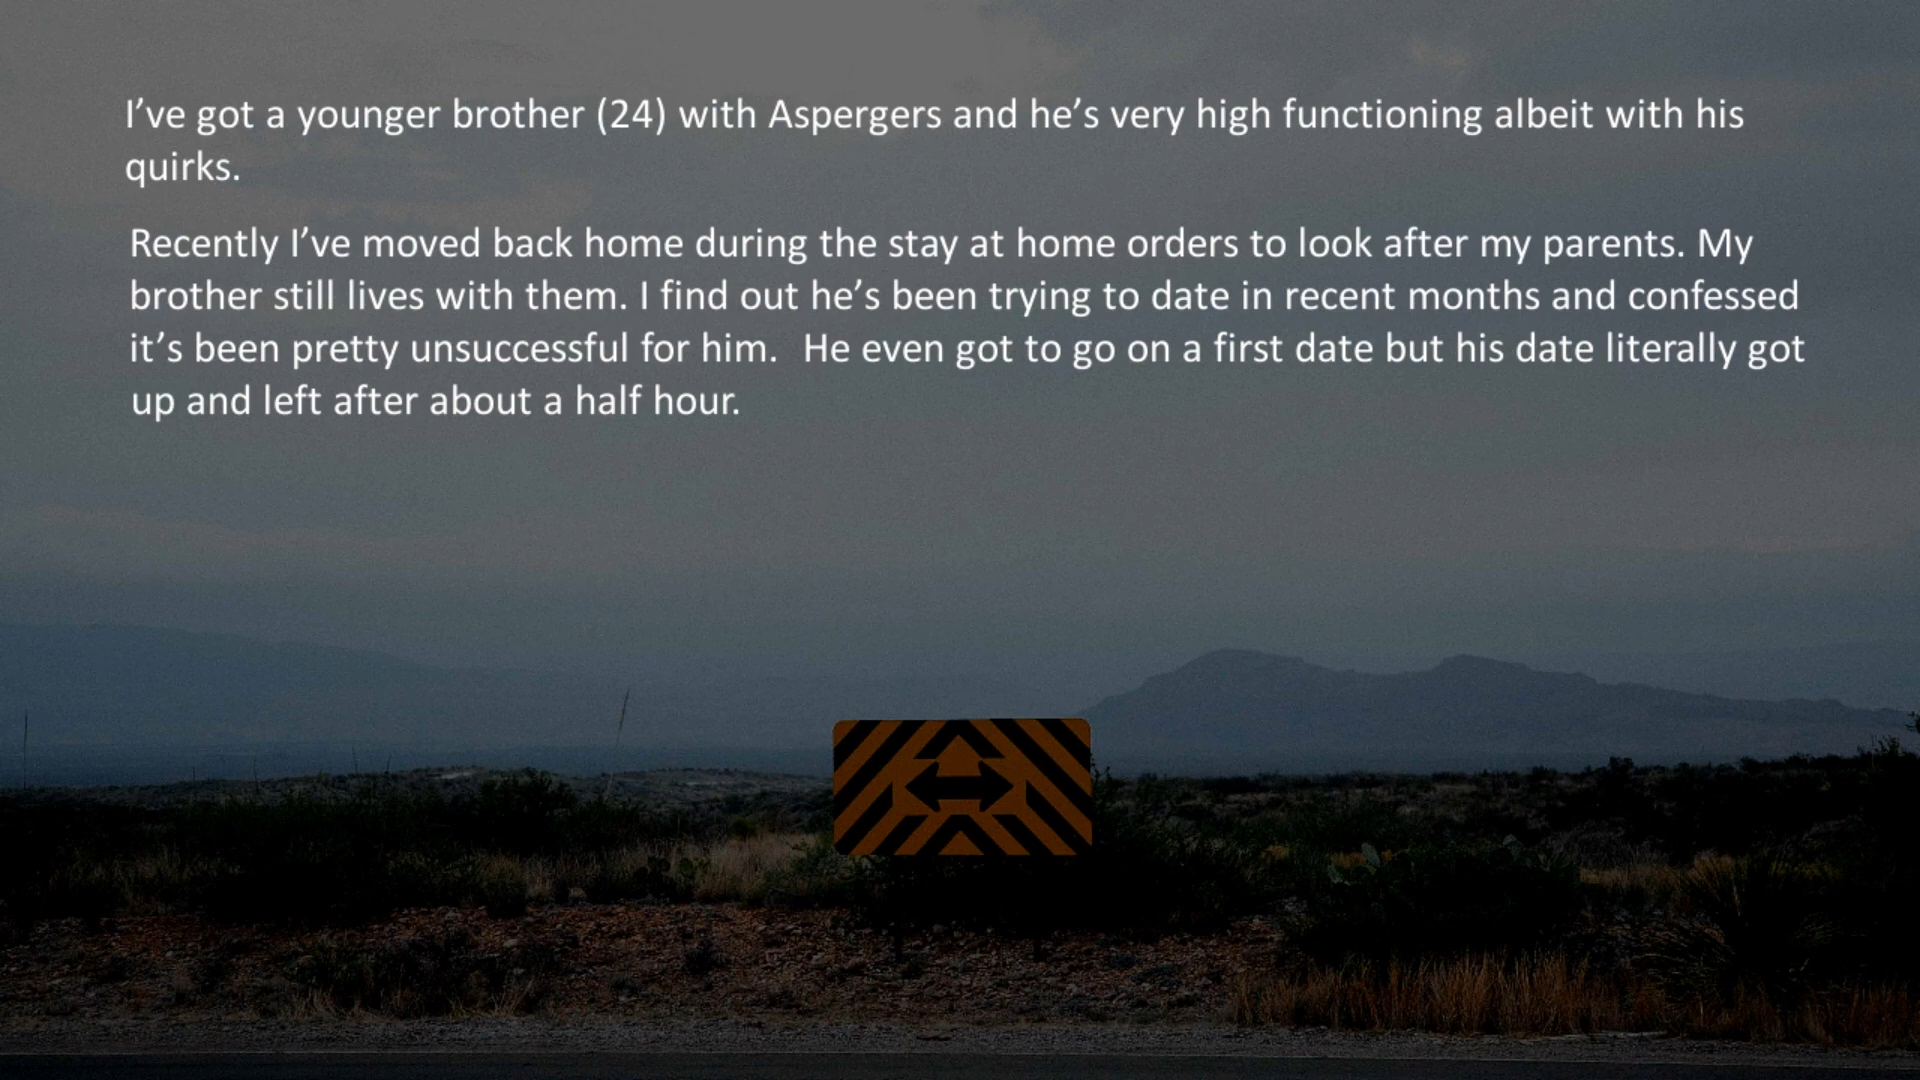 I’ve got a younger brother (24) with Aspergers and he’s very high functioning albeit with his
quirks.
Recently I’ve moved back home during the stay at home orders to look after my parents. My
brother still lives with them. I find out he’s been trying to date in recent months and confessed
it’s been pretty unsuccessful for him.  He even got to go on a first date but his date literally got
up and left after about a half hour.